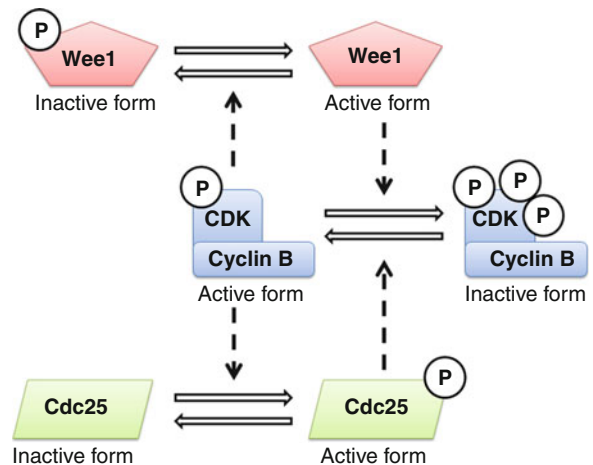 P
Wee1
Inactive form
Wee1
Active form
P
CDK
Cyclin B
Active form
P
P
P
CDK
Cyclin B
Inactive form
Cdc25
Inactive form
P
Cdc25
Active form